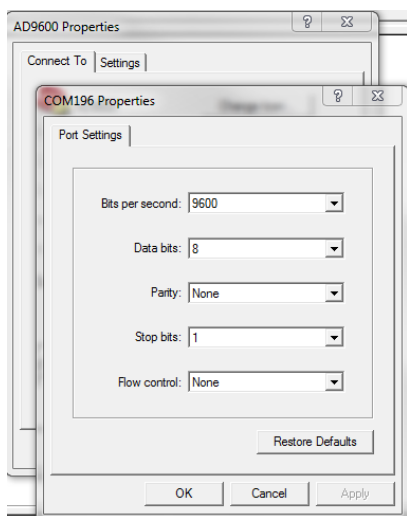 AD9600 Properties
Connect To Settings
COM196 Properties
Port Settings
Bits per second: 9600
Data bits: 8
Parity: None
Stop bits: 1
Flow control: None
Restore Defaults
OK Cancel Apply